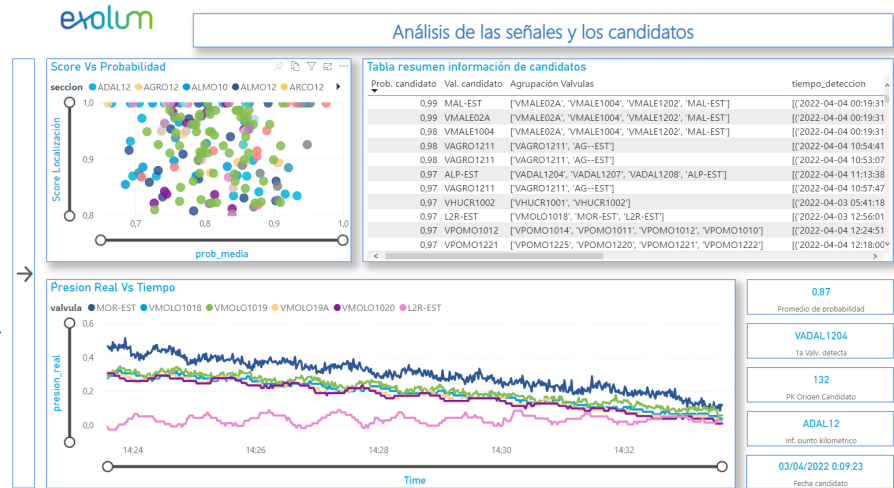 exolum
Análisis de las señales y los candidatos
Score Vs Probabilidad
seccion ADAL12 AGRO12 ALMO10 ALMO12 ARCO12
Score Localización
1,0
0,9
0,8
0,7 0,8 0,9 1,0
prob_media
Tabla resumen información de candidatos
Prob. candidato Val. candidato Agrupación Valvulas tiempo_deteccion
0,99 MAL-EST ['VMALE02A', 'VMALE1004', 'VMALE1202', 'MAL-EST'] [('2022-04-04 00:19:31'
0,99 VMALE02A ['VMALE02A', 'VMALE1004', 'VMALE1202', 'MAL-EST'] [('2022-04-04 00:19:31
0,98 VMALE1004 ['VMALE02A', 'VMALE1004', 'VMALE1202', 'MAL-EST'] [('2022-04-04 00:19:31
0,98 VAGRO1211 ['VAGRO1211', 'AG--EST'] [('2022-04-04 10:54:41
0,98 VAGRO1211 ['VAGRO1211', 'AG--EST'] [('2022-04-04 10:53:07
0,97 ALP-EST ['VADAL1204', 'VADAL1207', 'VADAL1208', 'ALP-EST'] [('2022-04-04 11:13:38
0,97 VAGRO1211 ['VAGRO1211', 'AG--EST'] [('2022-04-04 10:57:47
0,97 VHUCR1002 ['VHUCR1001', 'VHUCR1002'] [('2022-04-03 05:41:18
0,97 L2R-EST ['VMOLO1018', 'MOR-EST', 'L2R-EST'] [('2022-04-03 12:56:01
0,97 VPOMO1012 ['VPOMO1014', 'VPOMO1011', 'VPOMO1012', 'VPOMO1010'] [('2022-04-04 12:24:51
0,97 VPOMO1221 ['VPOMO1225', 'VPOMO1220', 'VPOMO1221', 'VPOMO1222'] [('2022-04-04 12:18:00
Presion Real Vs Tiempo
valvula MOR-EST VMOLO1018 VMOLO1019 VMOLO19A VMOLO1020 L2R-EST
presion_real
0,6
0,4
0,2
0,0
14:24 14:26 14:28 14:30 14:32
Time
0,87
Promedio de probabilidad
VADAL1204
1a Valv. detecta
132
PK Origen Candidato
ADAL12
Inf. punto kilometrico
03/04/2022 0:09:23
Fecha candidato